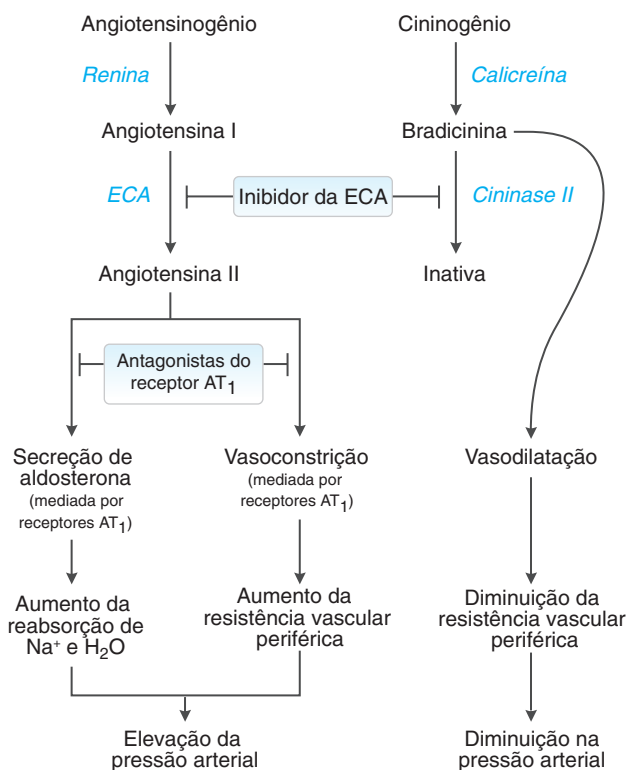 Angiotensinogênio
Cininogênio
Renina
Calicreína
Angiotensina I
Bradicinina
ECA
Inibidor da ECA
Cininase II
Angiotensina II
Inativa
Antagonistas do
receptor AT1
Secreção de
aldosterona
(mediada por
receptores AT1)
Vasoconstrição
(mediada por
receptores AT1)
Vasodilatação
Aumento da
reabsorção de
Na+ e H2O
Aumento da
resistência vascular
periférica
Diminuição da
resistência vascular
periférica
Elevação da
pressão arterial
Diminuição na
pressão arterial